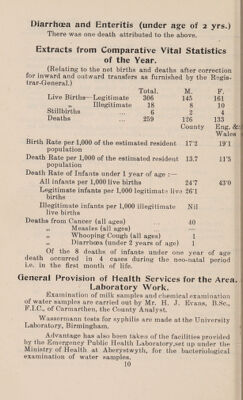 Diarrhœa and Enteritis (under age of 2 yrs.)
There was one death attributed to the above.
Extracts from Comparative Vital Statistics
of the Year.
(Relating to the net births and deaths after correction
for inward and outward transfers as furnished by the Regis-
trar-General.)
Total. M. F.
Live Births—Legitimate 306 145 161
Illegitimate 18 8 10
Stillbirths ... 6 2 4
Deaths ... 259 126 133
County Eng. &
Wales
Birth Rate per 1,000 of the estimated resident 17'2 19'1
population
Death Rate per 1,000 of the estimated resident 13.7 11'5
population
Death Rate of Infants under 1 year of age :—
All infants per 1,000 live births 24'7 43'0
Legitimate infants per 1,000 legitimate live 26'1
births
Illegitimate infants per 1,000 illegitimate Nil
live births
Deaths from Cancer (all ages) ... 40
„ Measles (all ages) ... —
„ Whooping Cough (all ages) 1
„ Diarrhœa (under 2 years of age) 1
Of the 8 deaths of infants under one year of age
death occurred in 4 cases during the neo-natal period
i.e. in the first month of life.
General Provision of Health Services for the Area.
Laboratory Work.
Examination of milk samples and chemical examination
of water samples are carried out by Mr. H. J. Evans, B.Sc.,
F.I.C., of Carmarthen, the County Analyst.
Wassermann tests for syphilis are made at the University
Laboratory, Birmingham.
Advantage has also been taken of the facilities provided
by the Emergency Public Health Laboratory, set up under the
Ministry of Health at Aberystwyth, for the bacteriological
examination of water samples.
10